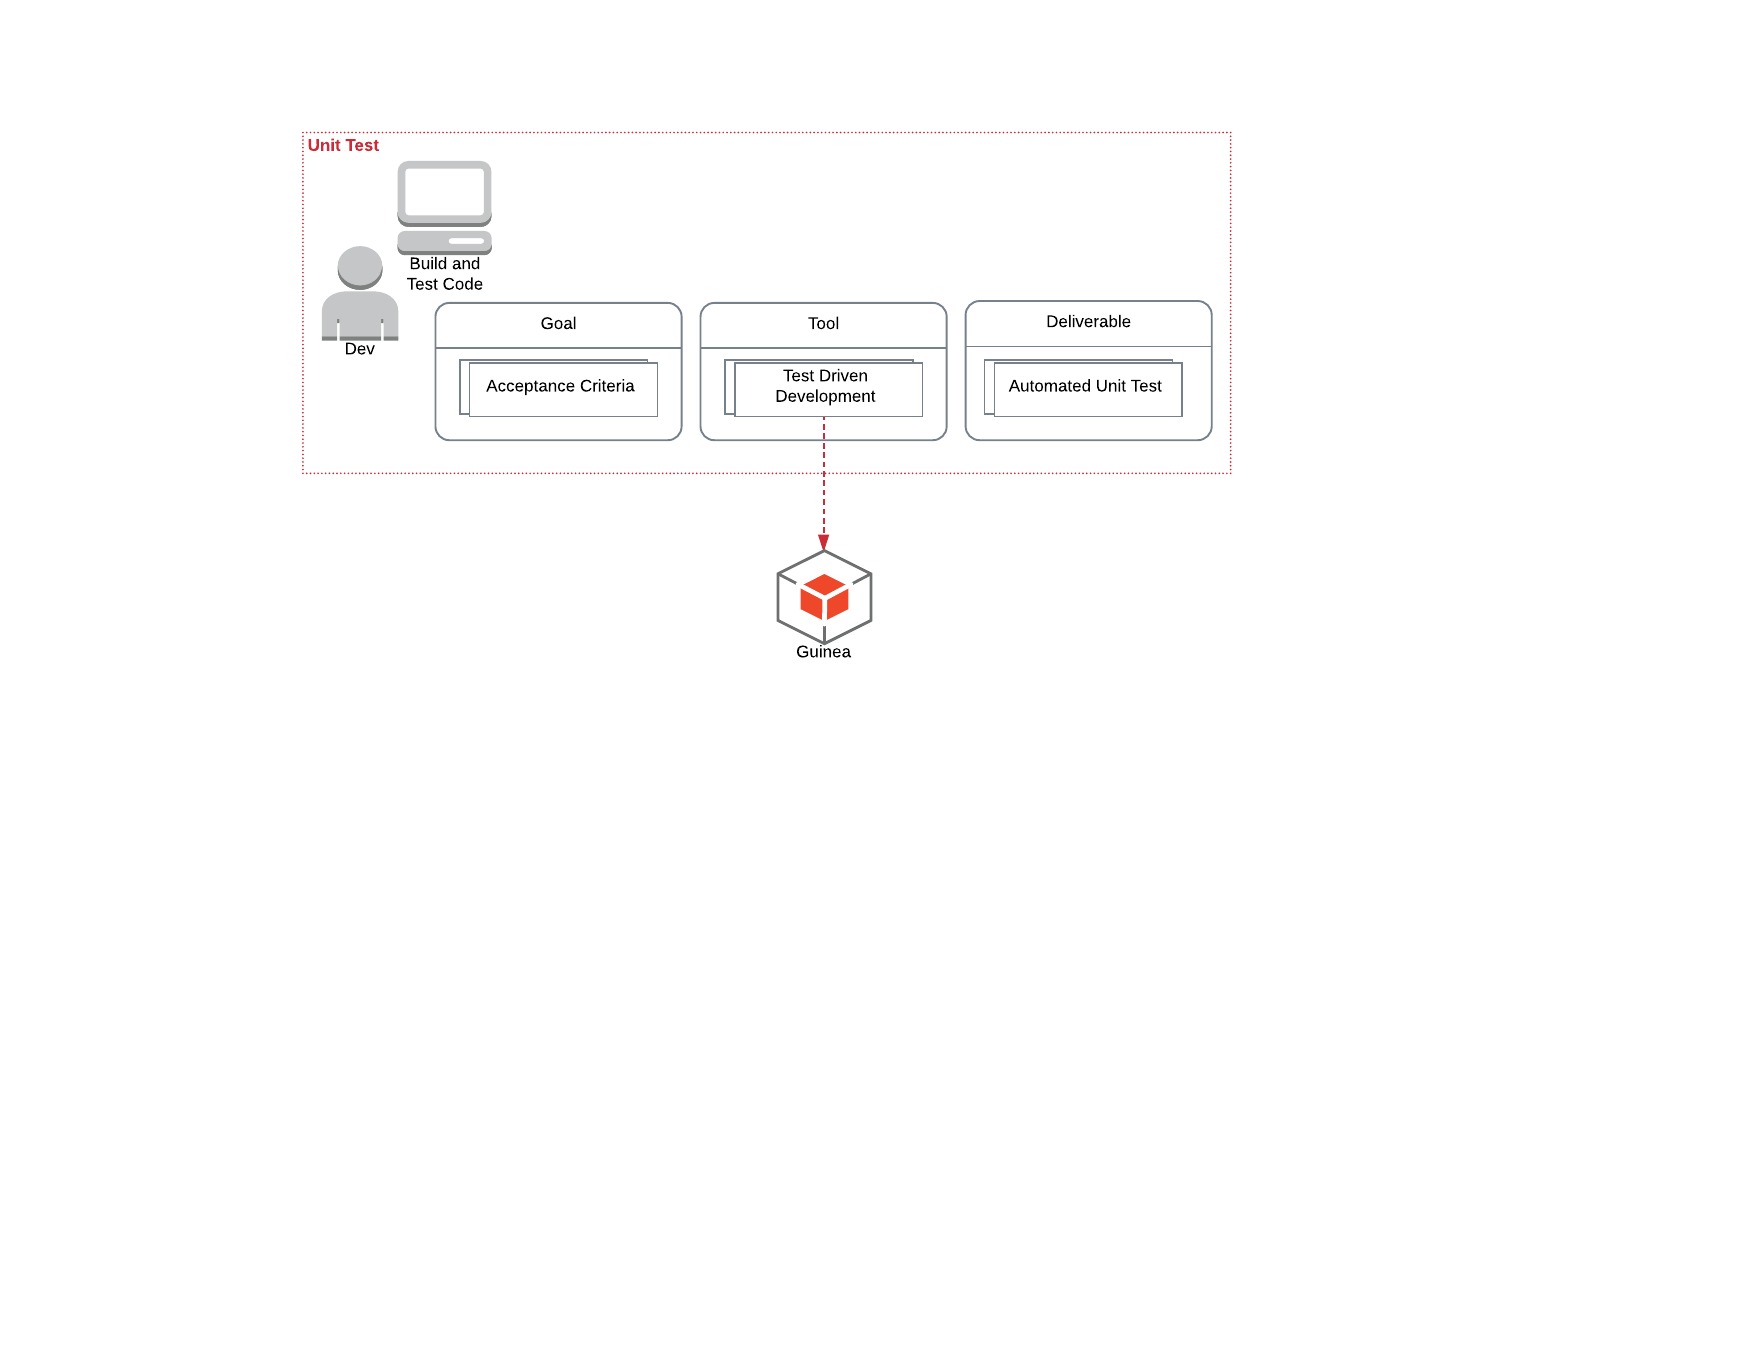 Unit Test
Build and
Test Code
Dev
Goal
Tool
Deliverable
Acceptance Criteria
Test Driven
Development
Automated Unit Test
Guinea